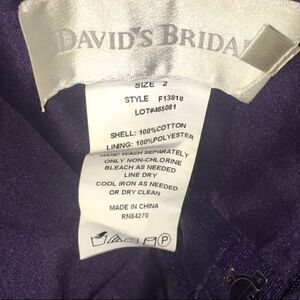 DAVID'S BRIDAL
SIZE 2
STYLE F13818
LOT#465081
SHELL: 100%COTTON
LINING: 100%POLYESTER
HAND WASH SEPARATELY
ONLY NON-CHLORINE
BLEACH AS NEEDED
LINE DRY
COOL IRON AS NEEDED
OR DRY CLEAN
MADE IN CHINA
RN84270
P